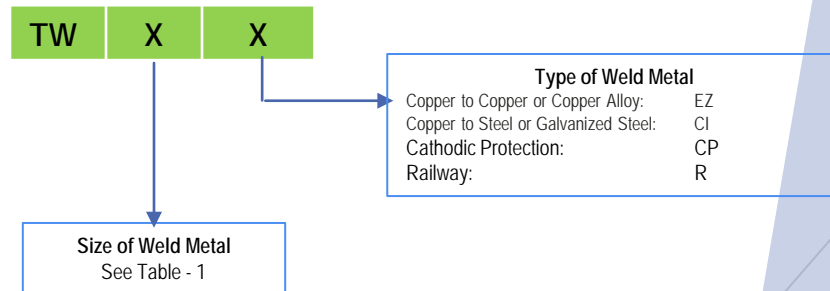 TW X X
Type of Weld Metal
Copper to Copper or Copper Alloy: EZ
Copper to Steel or Galvanized Steel: CI
Cathodic Protection: CP
Railway: R
Size of Weld Metal
See Table - 1